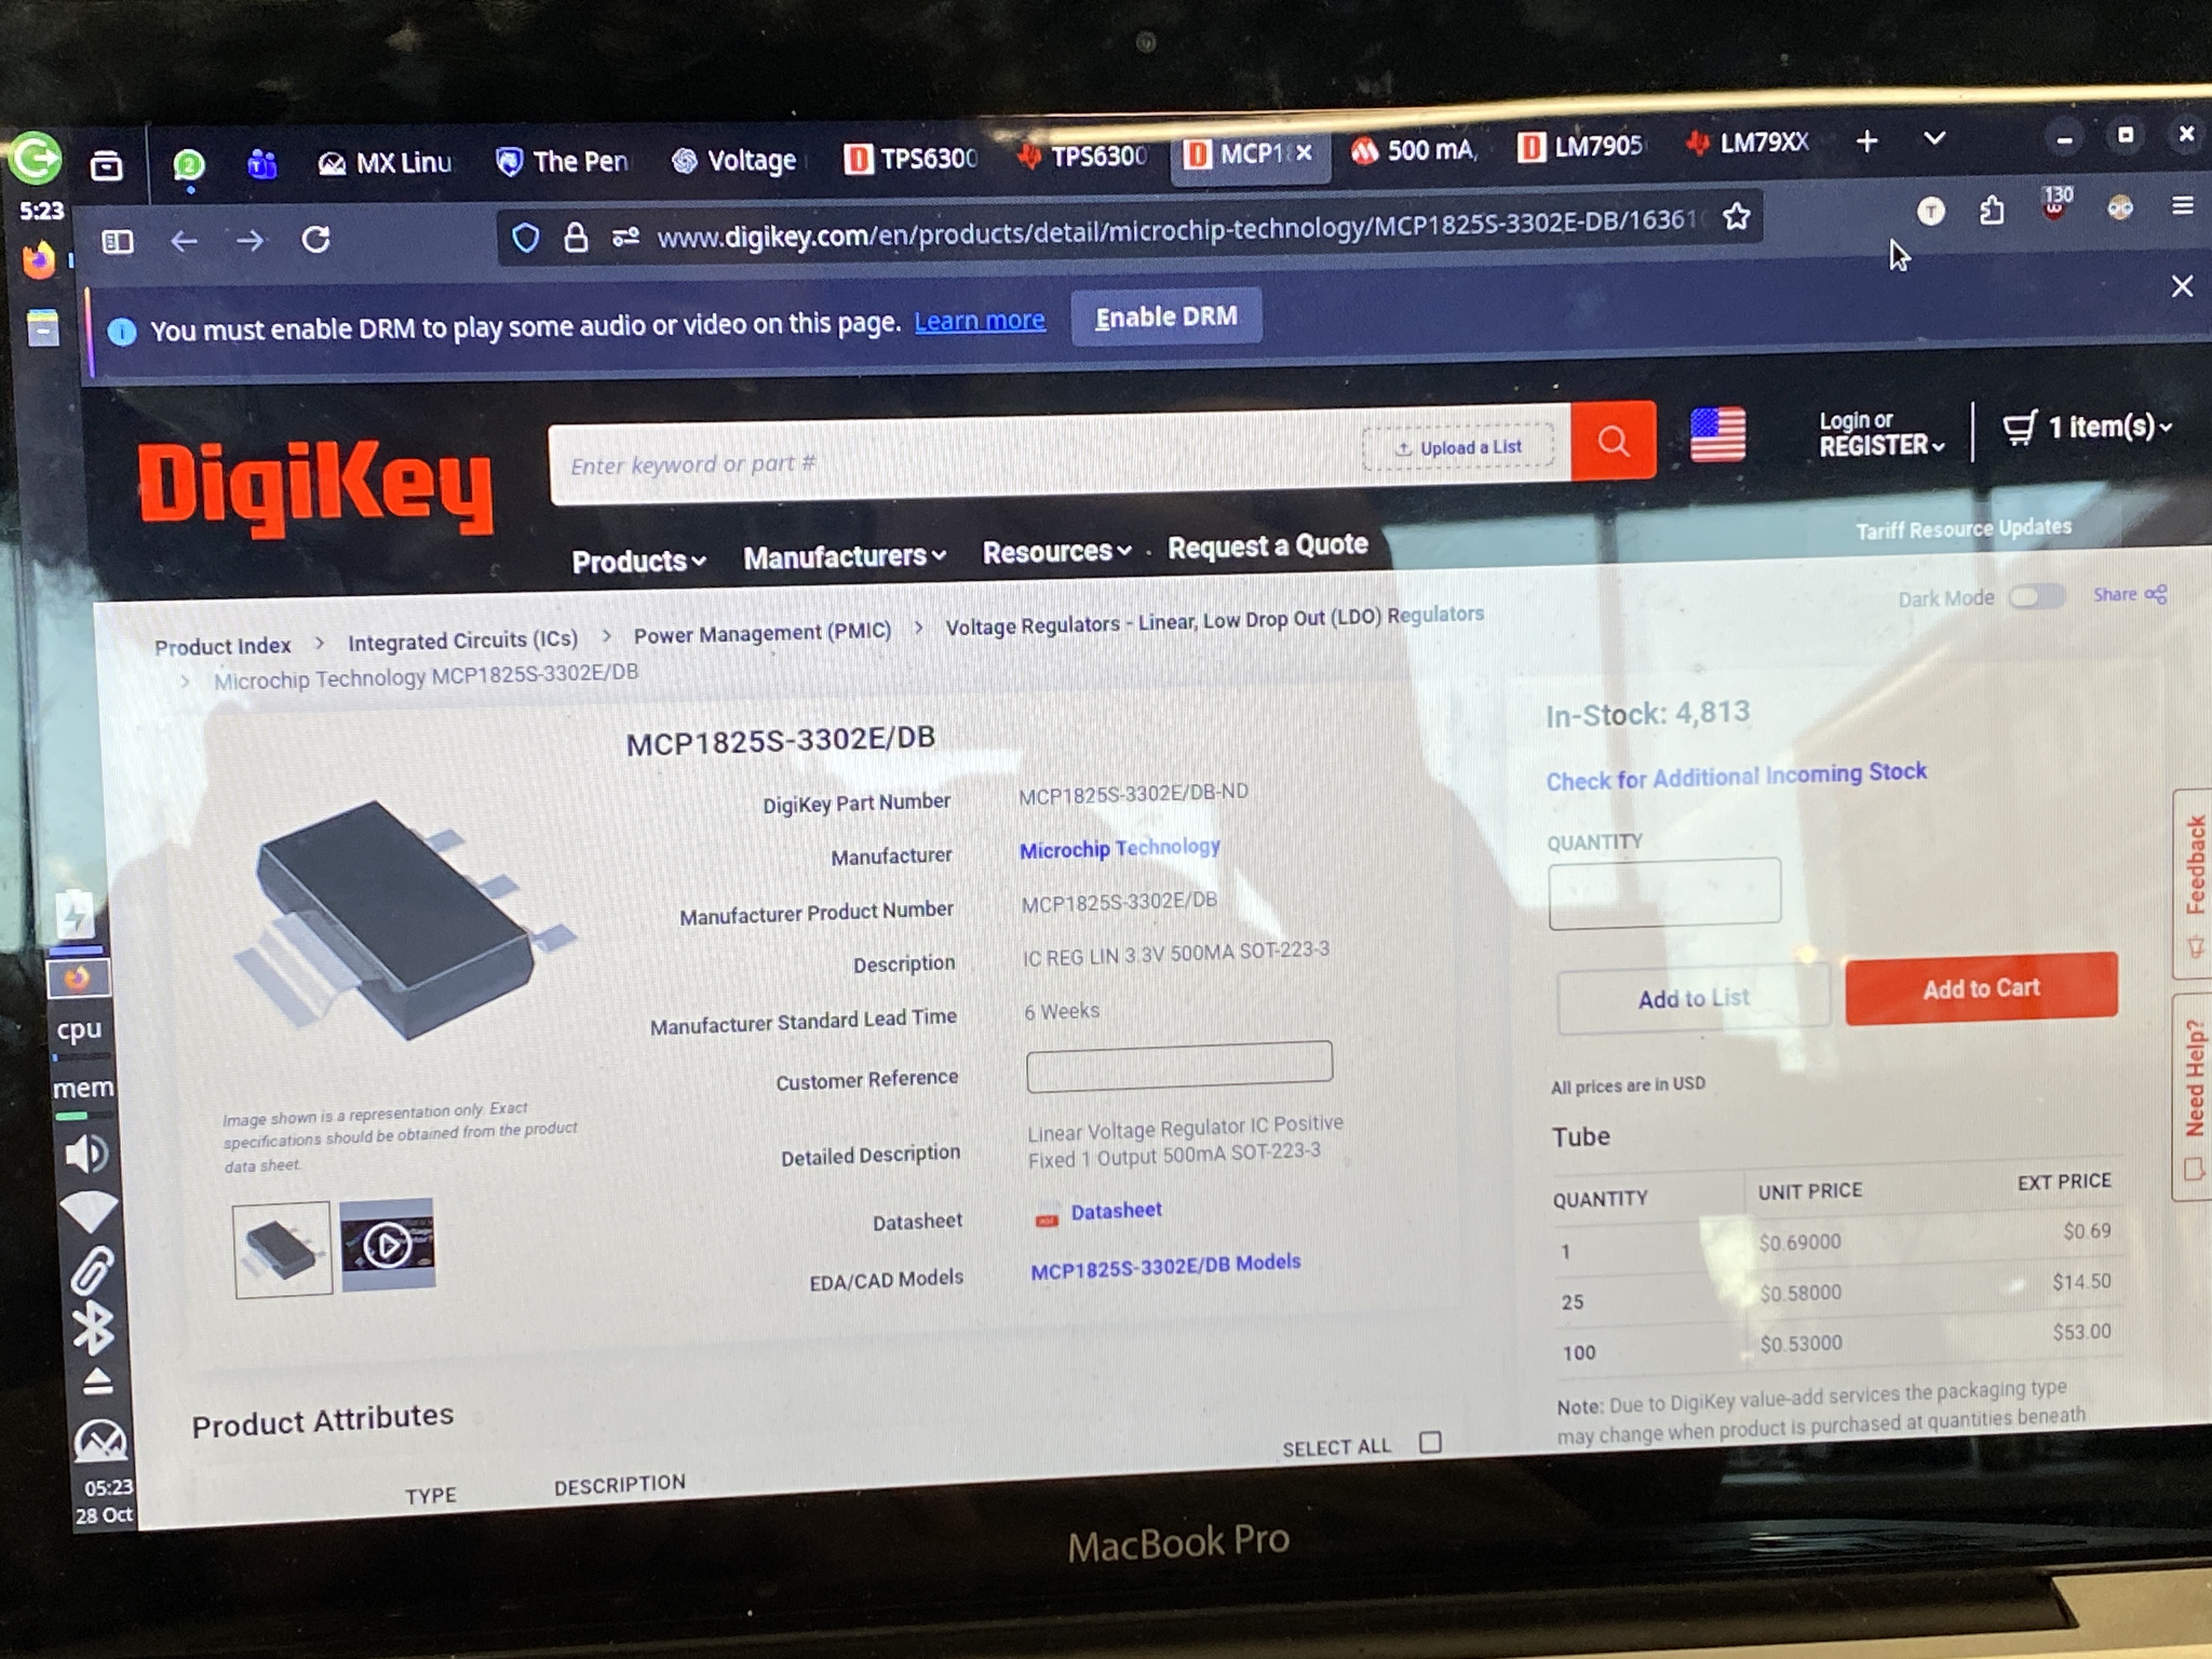 5:23
2
MX Linu
The Pen
Voltage
TPS6300
TPS6300
MCP18
500 mA,
LM7905
LM79XX
www.digikey.com/en/products/detail/microchip-technology/MCP1825S-3302E-DB/16361
T
130
You must enable DRM to play some audio or video on this page. Learn more
Enable DRM
DigiKey
Enter keyword or part #
Upload a List
Login or
REGISTER
1 item(s)
Products
Manufacturers
Resources
Request a Quote
Tariff Resource Updates
Dark Mode
Share
Product Index > Integrated Circuits (ICs) > Power Management (PMIC) > Voltage Regulators - Linear, Low Drop Out (LDO) Regulators
> Microchip Technology MCP1825S-3302E/DB
MCP1825S-3302E/DB
DigiKey Part Number MCP1825S-3302E/DB-ND
Manufacturer Microchip Technology
Manufacturer Product Number MCP1825S-3302E/DB
Description IC REG LIN 3.3V 500MA SOT-223-3
Manufacturer Standard Lead Time 6 Weeks
Customer Reference
Detailed Description Linear Voltage Regulator IC Positive
Fixed 1 Output 500mA SOT-223-3
Datasheet Datasheet
EDA/CAD Models MCP1825S-3302E/DB Models
Image shown is a representation only. Exact
specifications should be obtained from the product
data sheet.
In-Stock: 4,813
Check for Additional Incoming Stock
QUANTITY
Add to List
Add to Cart
All prices are in USD
Tube
QUANTITY UNIT PRICE EXT PRICE
1 $0.69000 $0.69
25 $0.58000 $14.50
100 $0.53000 $53.00
Note: Due to DigiKey value-add services the packaging type
may change when product is purchased at quantities beneath
Feedback
Need Help?
Product Attributes
SELECT ALL
TYPE DESCRIPTION
cpu
mem
05:23
28 Oct
MacBook Pro